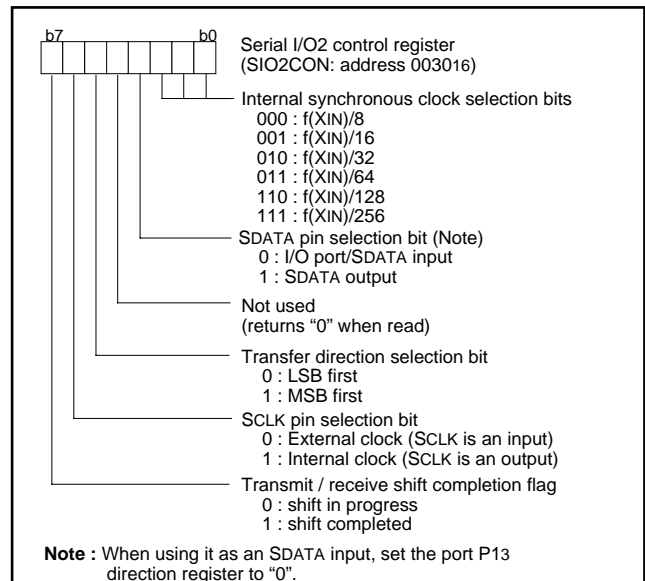 b7 b0
Serial I/O2 control register
(SIO2CON: address 003016)
Internal synchronous clock selection bits
000 : f(XIN)/8
001 : f(XIN)/16
010 : f(XIN)/32
011 : f(XIN)/64
110 : f(XIN)/128
111 : f(XIN)/256
SDATA pin selection bit (Note)
0 : I/O port/SDATA input
1 : SDATA output
Not used
(returns “0” when read)
Transfer direction selection bit
0 : LSB first
1 : MSB first
SCLK pin selection bit
0 : External clock (SCLK is an input)
1 : Internal clock (SCLK is an output)
Transmit / receive shift completion flag
0 : shift in progress
1 : shift completed
Note : When using it as an SDATA input, set the port P13
direction register to “0”.